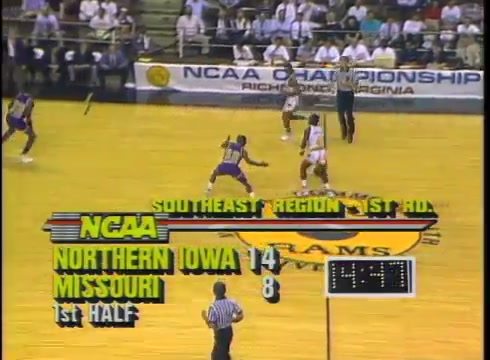 NCAA CHAMPIONSHIP
RICHMOND, VIRGINIA
SOUTHEAST REGION 1ST RD.
NCAA
NORTHERN IOWA 14
MISSOURI 8
1st HALF
14:47
RAMS